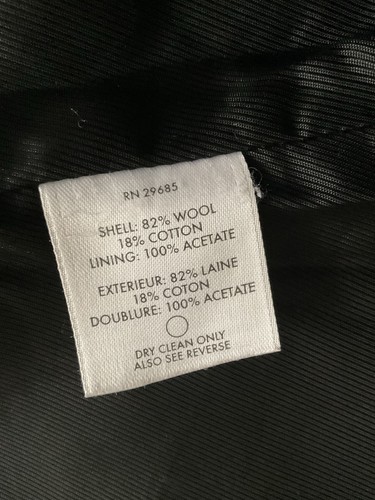 RN 29685
SHELL: 82% WOOL
18% COTTON
LINING: 100% ACETATE
EXTERIEUR: 82% LAINE
18% COTON
DOUBLURE: 100% ACETATE
DRY CLEAN ONLY
ALSO SEE REVERSE